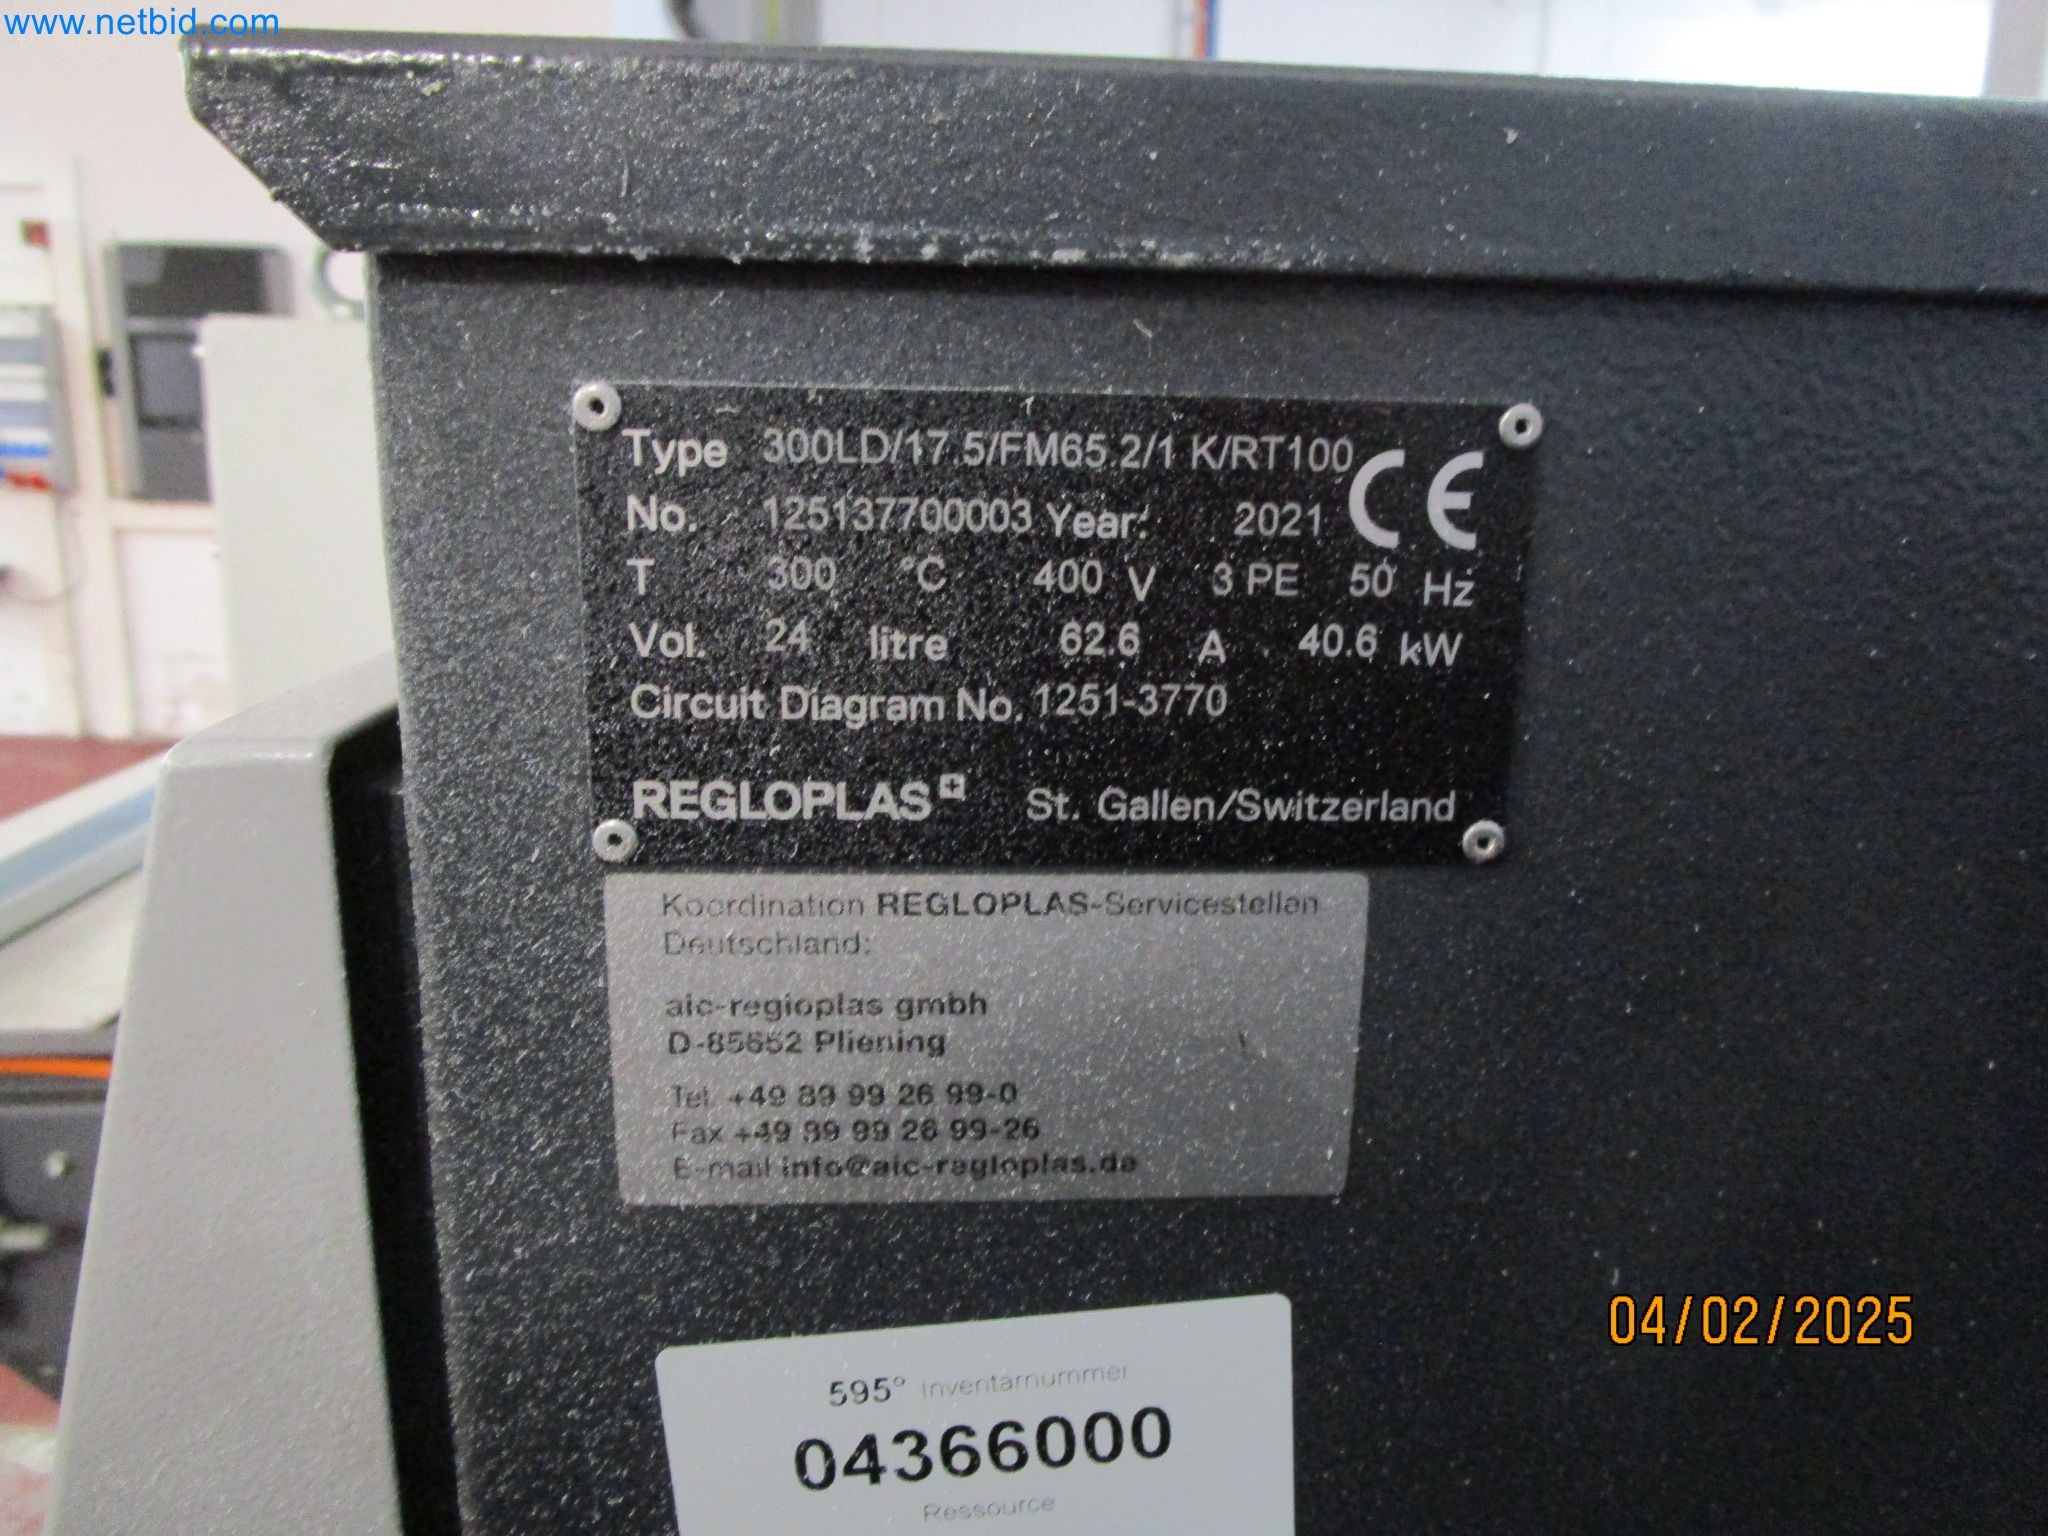 www.netbid.com
Type 300LD/17.5/FM65.2/1 K/RT100
No. 125137700003 Year: 2021 CE
T 300 °C 400 V 3 PE 50 Hz
Vol. 24 litre 62.6 A 40.6 kW
Circuit Diagram No. 1251-3770
REGLOPLAS St. Gallen/Switzerland
Koordination REGLOPLAS-Servicestellen
Deutschland:
aic-regloplas gmbh
D-85652 Pliening
Tel. +49 89 99 26 99-0
Fax +49 89 99 26 99-26
E-mail info@aic-regloplas.de
04/02/2025
595° Inventarnummer
04366000
Ressource